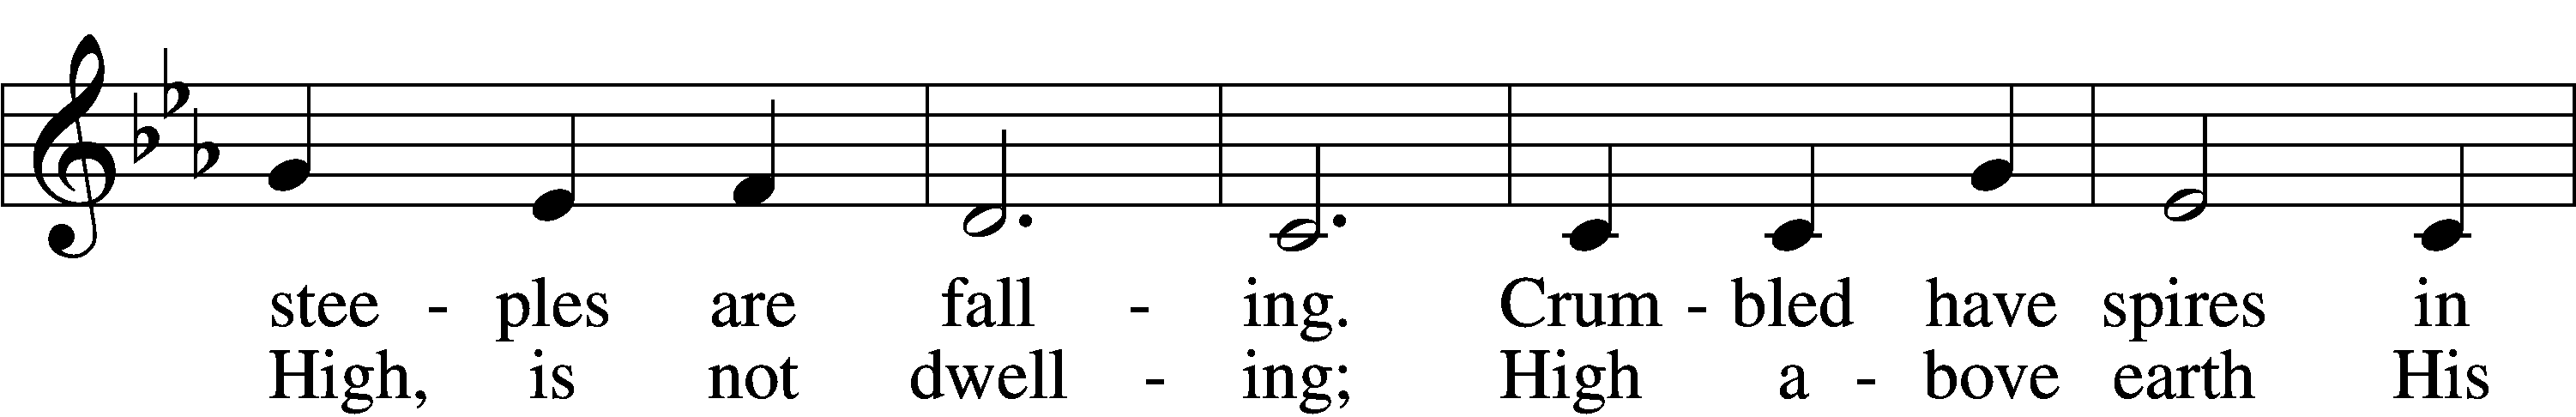 stee - ples are fall - ing. Crum - bled have spires in
High, is not dwell - ing; High a - bove earth His